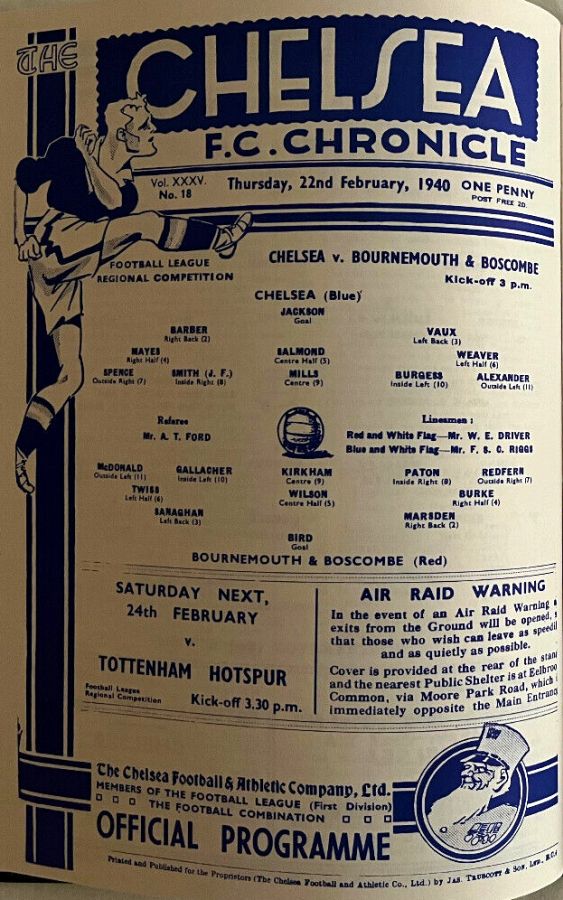 THE
CHELSEA
F.C. CHRONICLE
Vol. XXXV.
No. 18
Thursday, 22nd February, 1940
ONE PENNY
POST FREE 2D.
FOOTBALL LEAGUE
REGIONAL COMPETITION
CHELSEA v. BOURNEMOUTH & BOSCOMBE
Kick-off 3 p.m.
CHELSEA (Blue)
JACKSON
Goal
BARBER VAUX
Right Back (2) Left Back (3)
MAYES SALMOND WEAVER
Right Half (4) Centre Half (5) Left Half (6)
SPENCE SMITH (J. F.) MILLS BURGESS ALEXANDER
Outside Right (7) Inside Right (8) Centre (9) Inside Left (10) Outside Left (11)
Referee
Mr. A. T. FORD
Linesmen :
Red and White Flag—Mr. W. E. DRIVER
Blue and White Flag—Mr. F. S. C. RIGGS
McDONALD GALLACHER KIRKHAM PATON REDFERN
Outside Left (11) Inside Left (10) Centre (9) Inside Right (8) Outside Right (7)
TWISS WILSON BURKE
Left Half (6) Centre Half (5) Right Half (4)
SANAGHAN MARSDEN
Left Back (3) Right Back (2)
BIRD
Goal
BOURNEMOUTH & BOSCOMBE (Red)
SATURDAY NEXT,
24th FEBRUARY
v.
TOTTENHAM HOTSPUR
Football League
Regional Competition
Kick-off 3.30 p.m.
AIR RAID WARNING
In the event of an Air Raid Warning
exits from the Ground will be opened,
that those who wish can leave as
and as quietly as possible.
Cover is provided at the rear of the
and the nearest Public Shelter is at
Common, via Moore Park Road, which
immediately opposite the Main
The Chelsea Football & Athletic Company, Ltd.
MEMBERS OF THE FOOTBALL LEAGUE (First Division)
THE FOOTBALL COMBINATION
OFFICIAL PROGRAMME
Printed and Published for the Proprietors (The Chelsea Football and Athletic Co., Ltd.) by JAS. TRUSCOTT & SON, LTD.,